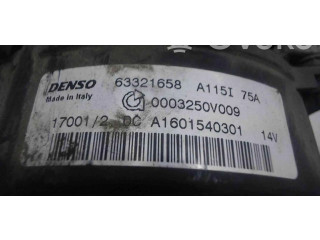 DENSO 63321658 A115I 75A
Made in Italy
0003250V009
17001/2 DC A1601540301 14V